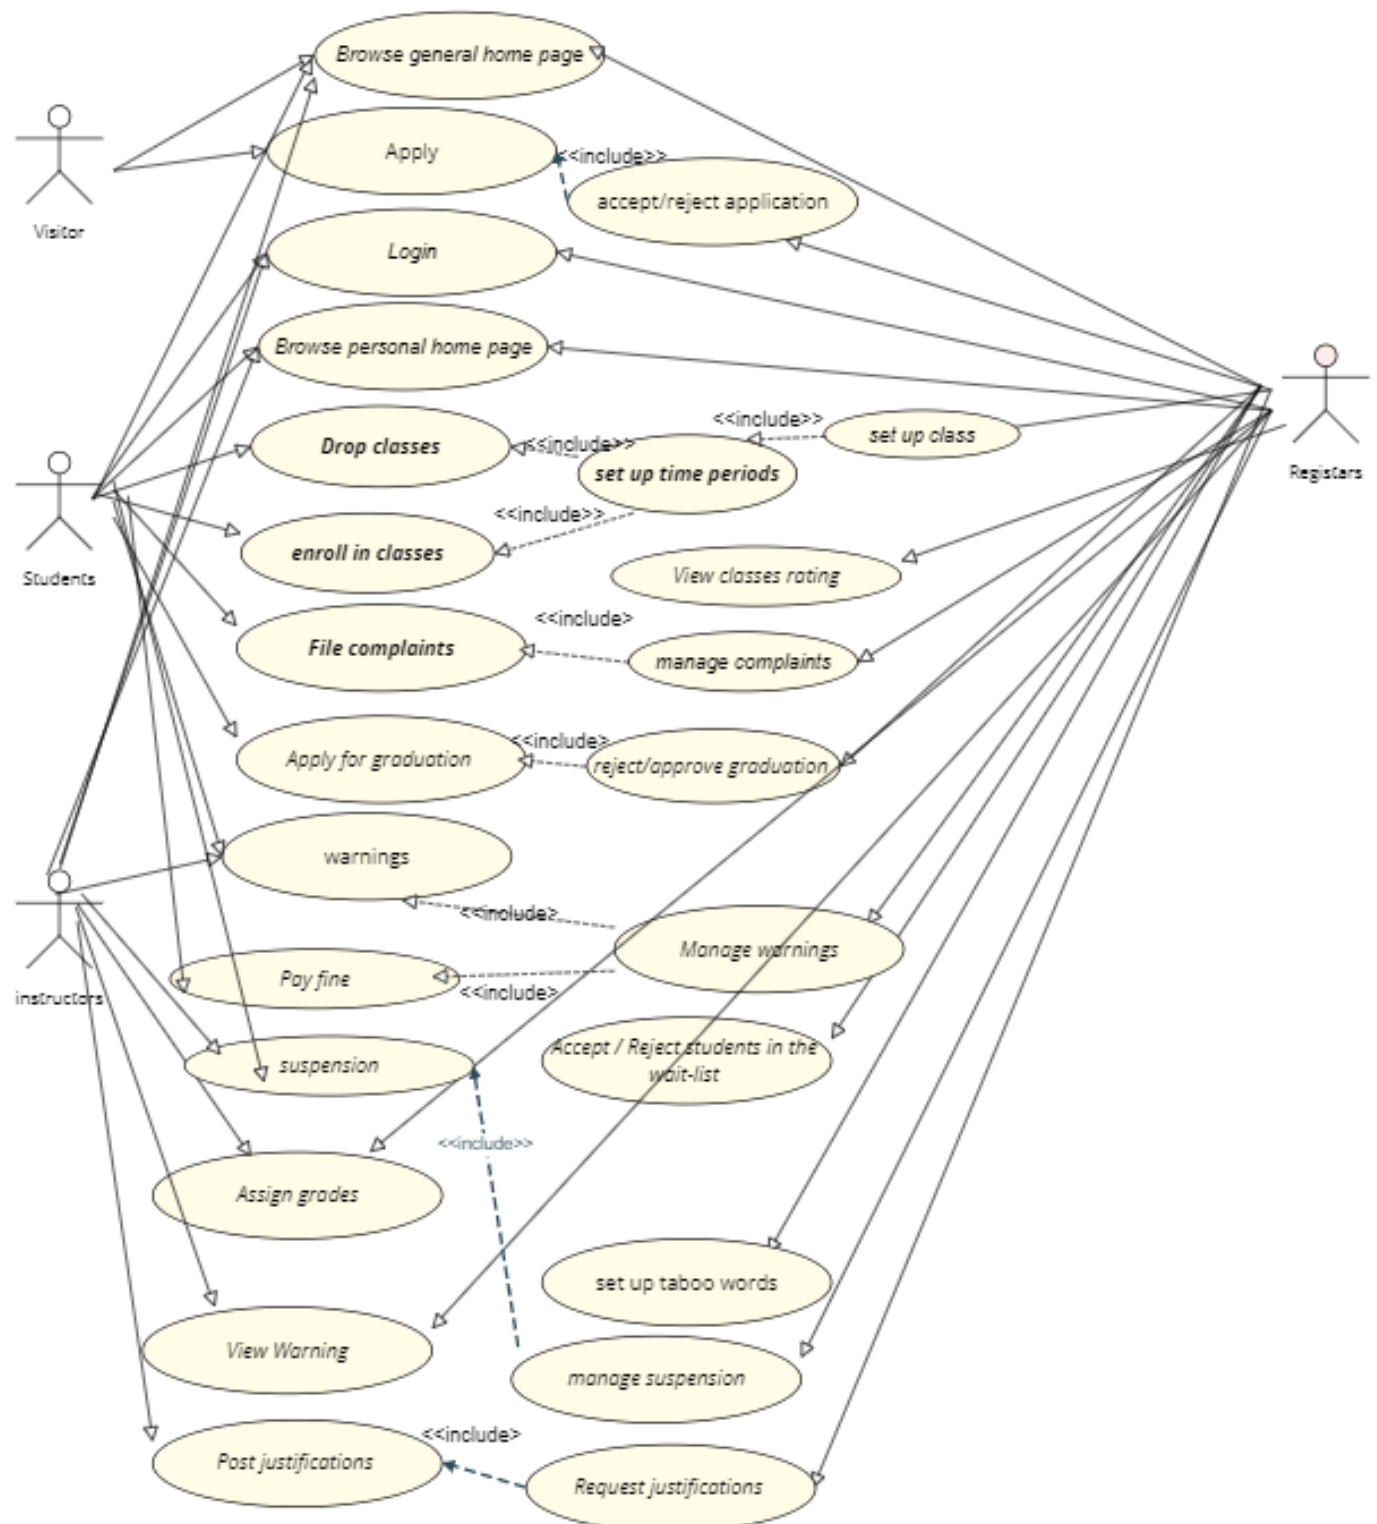 Browse general home page
Apply
<<include>>
accept/reject application
Visitor
Login
Browse personal home page
Registars
Drop classes
<<include>>
set up time periods
<<include>>
set up class
Students
<<include>>
enroll in classes
View classes rating
File complaints
<<include>
manage complaints
Apply for graduation
<<include>
reject/approve graduation
warnings
<<include>
Manage warnings
instructors
Pay fine
<<include>
suspension
Accept / Reject students in the
wait-list
<<include>>
Assign grades
set up taboo words
View Warning
manage suspension
Post justifications
<<include>
Request justifications